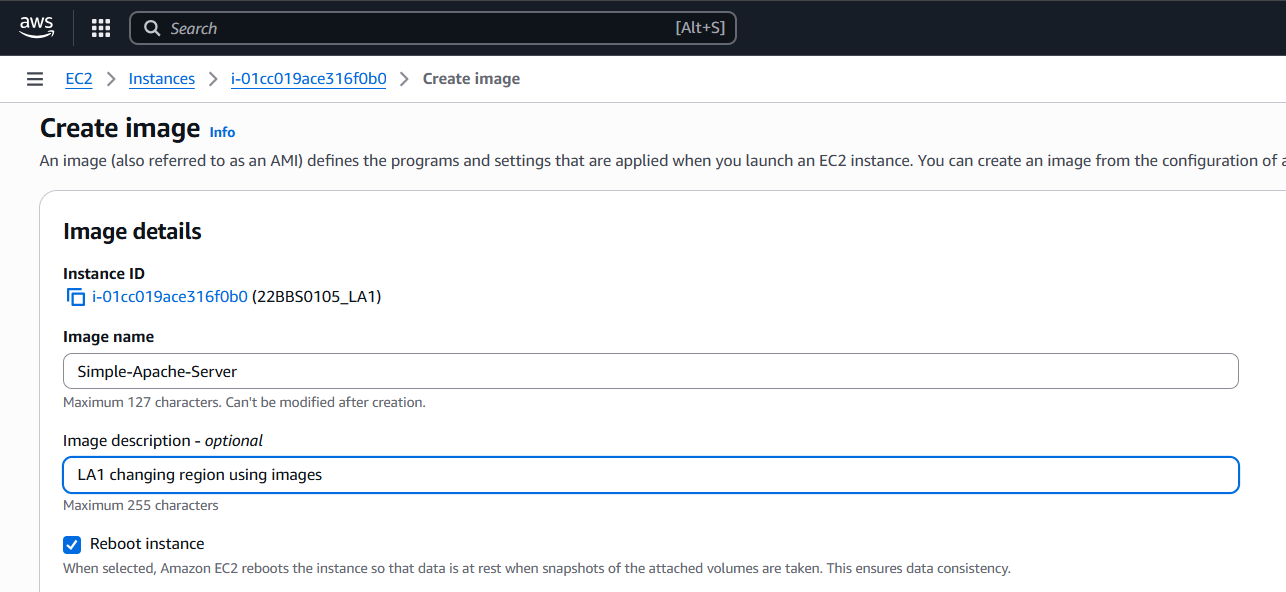 aws
Search [Alt+S]
EC2 > Instances > i-01cc019ace316f0b0 > Create image
Create image Info
An image (also referred to as an AMI) defines the programs and settings that are applied when you launch an EC2 instance. You can create an image from the configuration of a
Image details
Instance ID
i-01cc019ace316f0b0 (22BBS0105_LA1)
Image name
Simple-Apache-Server
Maximum 127 characters. Can't be modified after creation.
Image description - optional
LA1 changing region using images
Maximum 255 characters
Reboot instance
When selected, Amazon EC2 reboots the instance so that data is at rest when snapshots of the attached volumes are taken. This ensures data consistency.